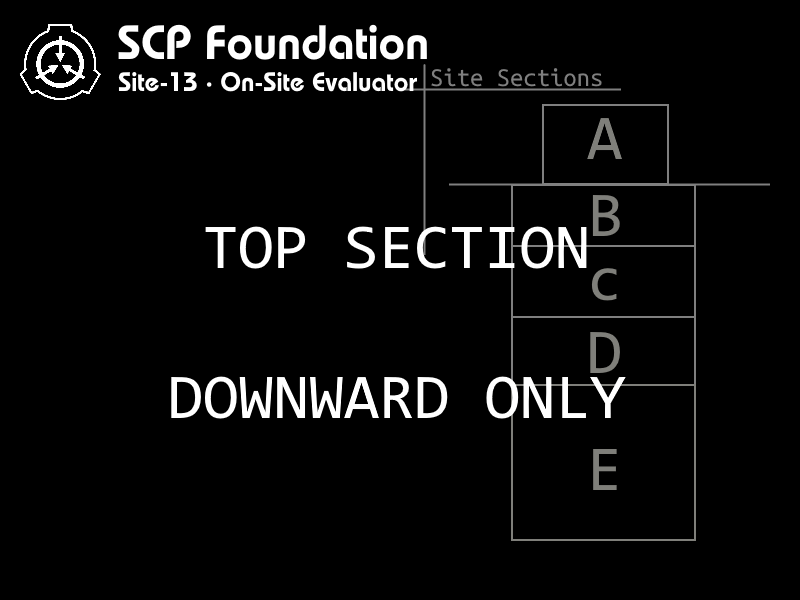 SCP Foundation
Site-13 · On-Site Evaluator
Site Sections
A
B
TOP SECTION
C
D
DOWNWARD ONLY
E